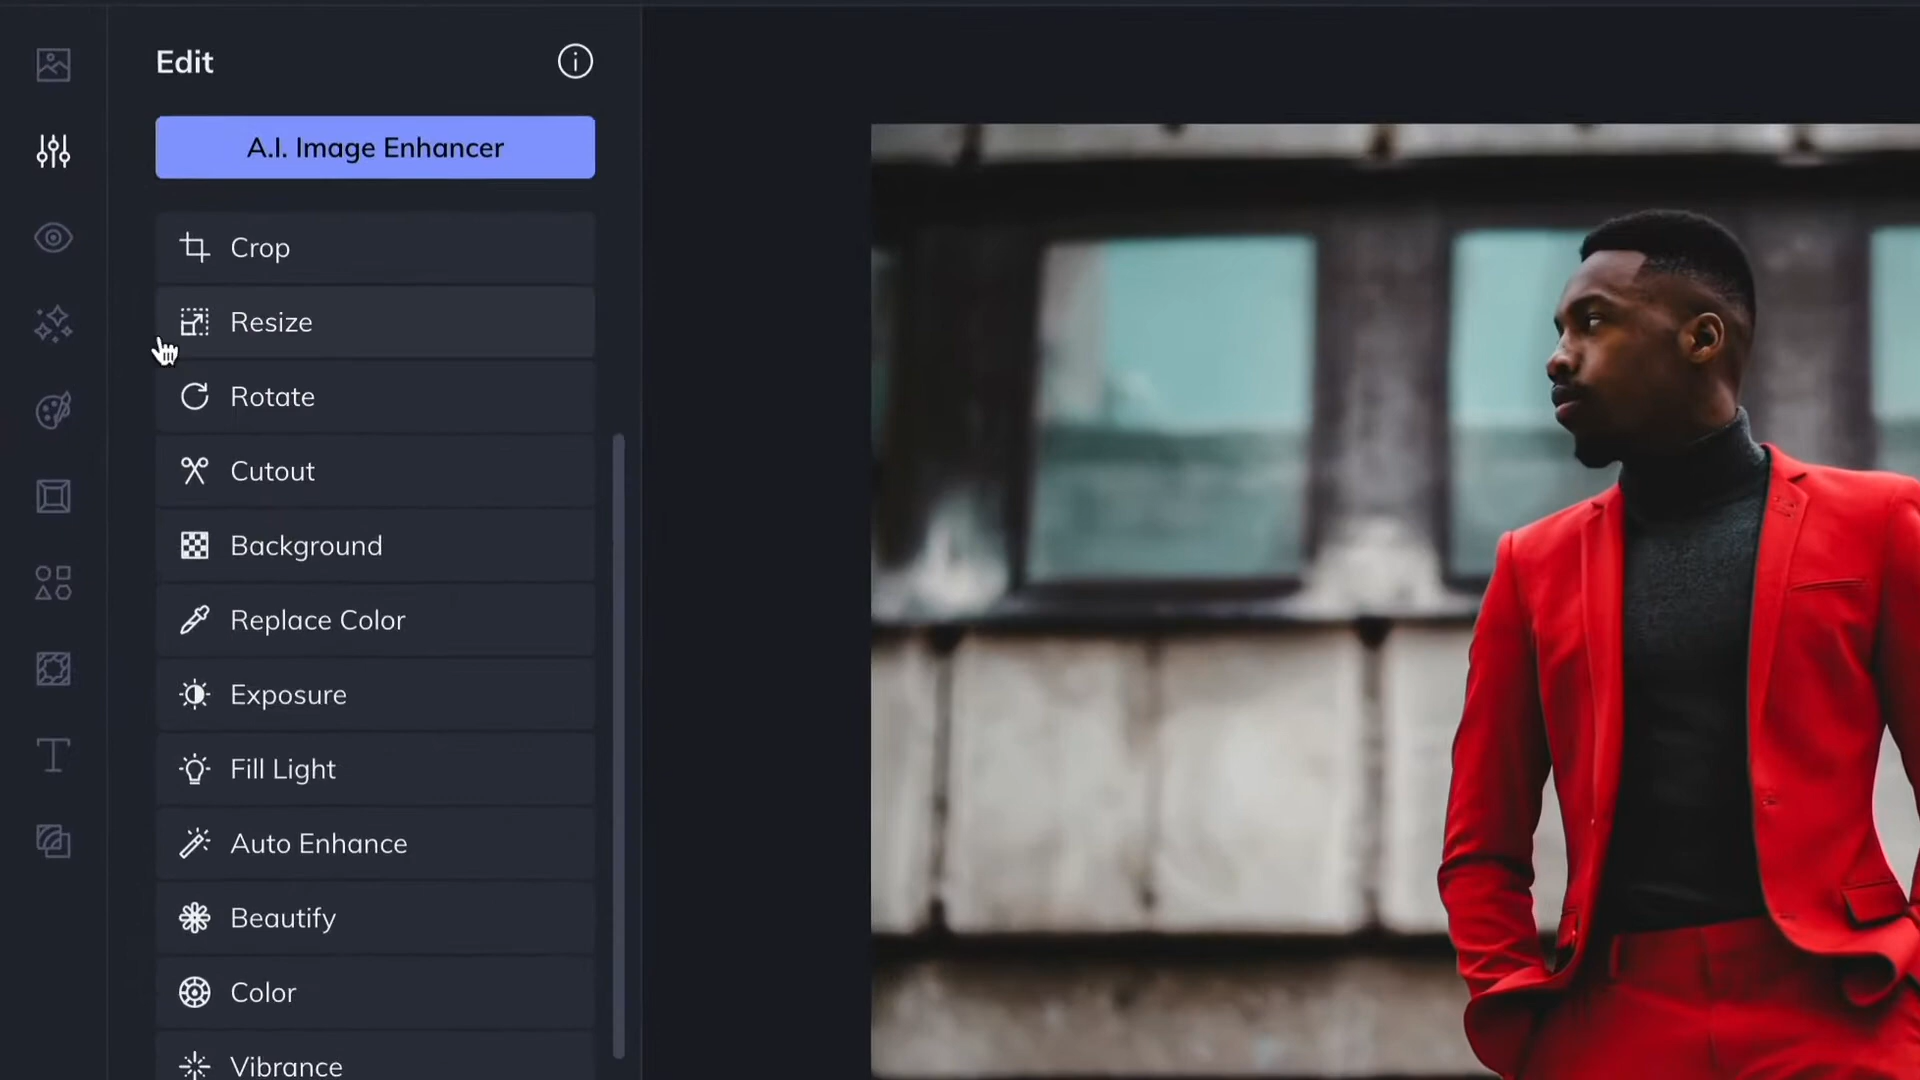 Edit
A.I. Image Enhancer
Crop
Resize
Rotate
Cutout
Background
Replace Color
Exposure
Fill Light
Auto Enhance
Beautify
Color
Vibrance